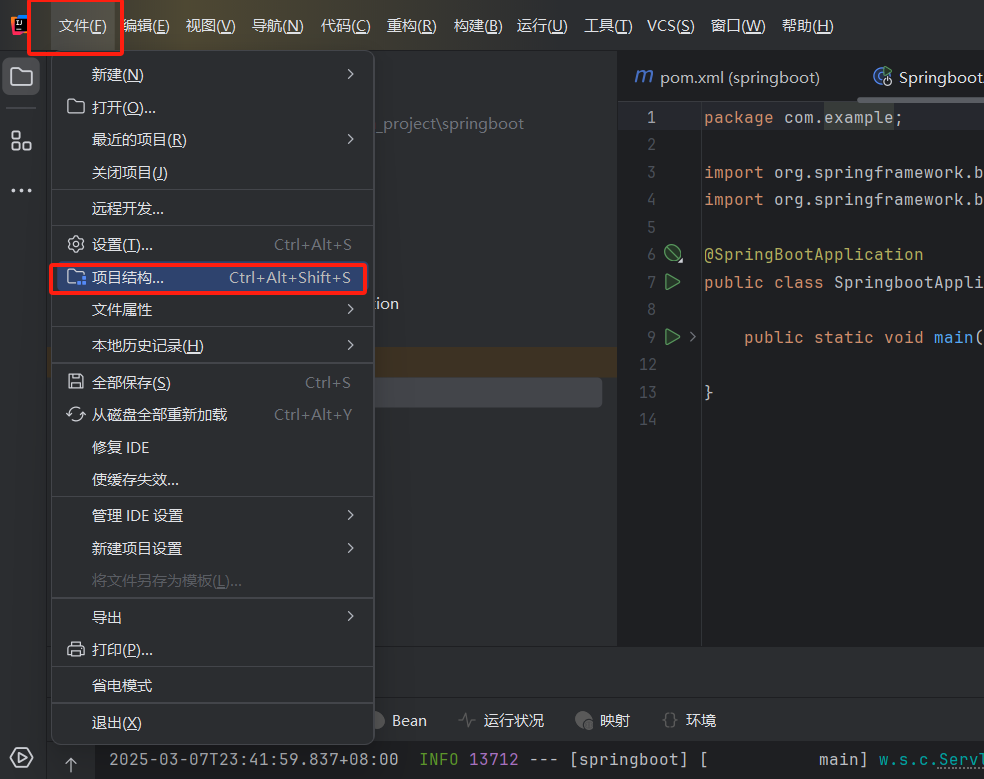 文件(F) 编辑(E) 视图(V) 导航(N) 代码(C) 重构(R) 构建(B) 运行(U) 工具(T) VCS(S) 窗口(W) 帮助(H)
新建(N)
打开(O)...
最近的项目(R)
关闭项目(J)
远程开发...
设置(T)... Ctrl+Alt+S
项目结构... Ctrl+Alt+Shift+S
文件属性
本地历史记录(H)
全部保存(S) Ctrl+S
从磁盘全部重新加载 Ctrl+Alt+Y
修复 IDE
使缓存失效...
管理 IDE 设置
新建项目设置
将文件另存为模板(L)...
导出
打印(P)...
省电模式
退出(X)
_project\springboot
tion
m pom.xml (springboot) Springboot
1 package com.example;
2
3 import org.springframework.b
4 import org.springframework.b
5
6 @SpringBootApplication
7 public class SpringbootAppli
8
9 public static void main(
12
13 }
14
Bean 运行状况 映射 环境
2025-03-07T23:41:59.837+08:00 INFO 13712 --- [springboot] [ main] w.s.c.ServT